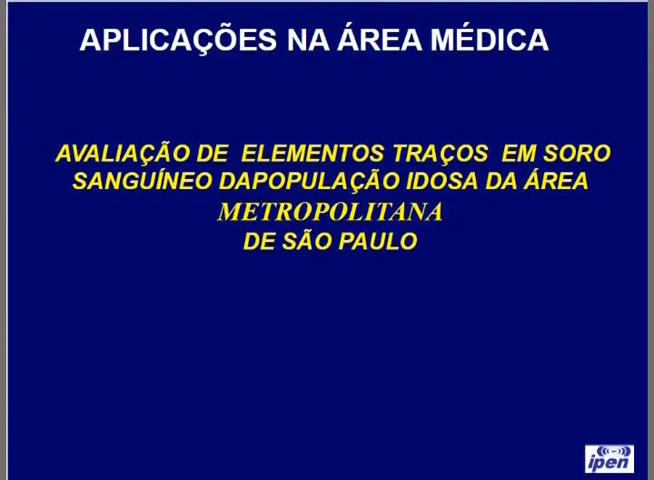 APLICAÇÕES NA ÁREA MÉDICA
AVALIAÇÃO DE ELEMENTOS TRAÇOS EM SORO
SANGUÍNEO DAPOPULAÇÃO IDOSA DA ÁREA
METROPOLITANA
DE SÃO PAULO
ipen